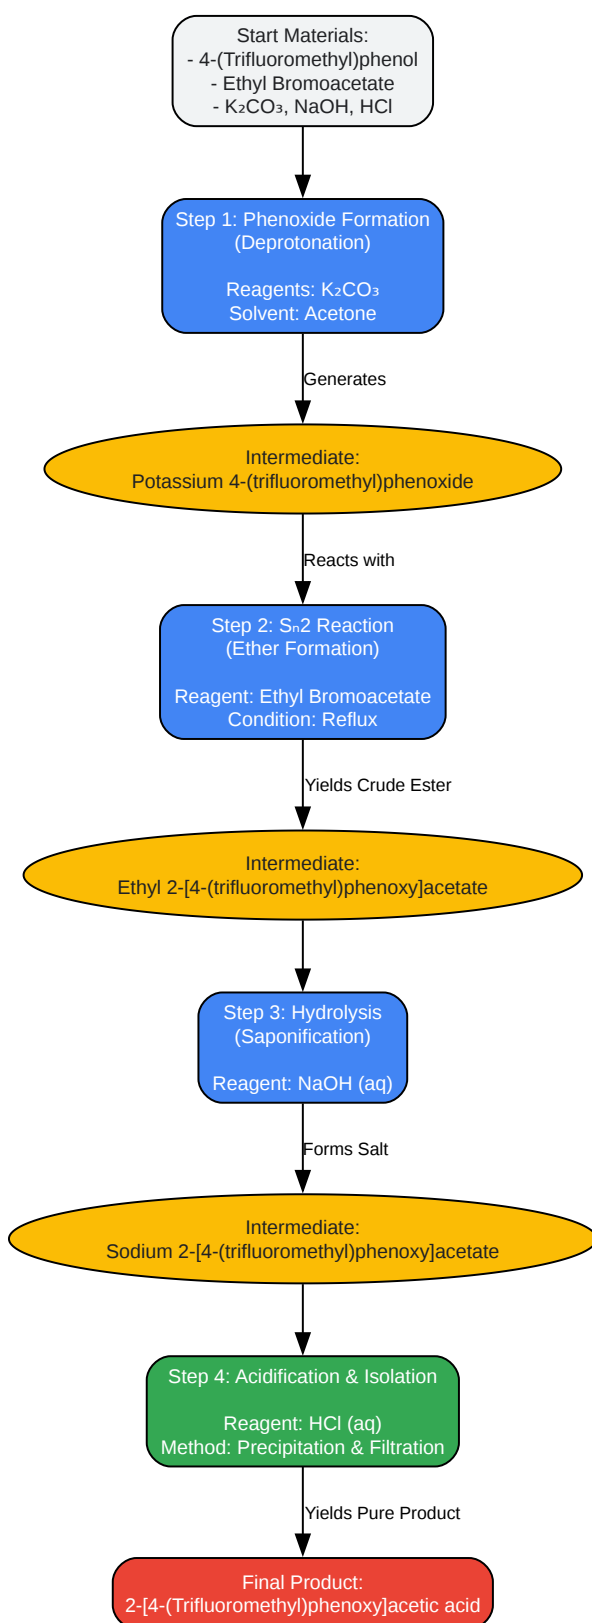 Start Materials:
- 4-(Trifluoromethyl)phenol
- Ethyl Bromoacetate
- K₂CO₃, NaOH, HCl
Step 1: Phenoxide Formation
(Deprotonation)
Reagents: K₂CO₃
Solvent: Acetone
Generates
Intermediate:
Potassium 4-(trifluoromethyl)phenoxide
Reacts with
Step 2: Sₙ2 Reaction
(Ether Formation)
Reagent: Ethyl Bromoacetate
Condition: Reflux
Yields Crude Ester
Intermediate:
Ethyl 2-[4-(trifluoromethyl)phenoxy]acetate
Step 3: Hydrolysis
(Saponification)
Reagent: NaOH (aq)
Forms Salt
Intermediate:
Sodium 2-[4-(trifluoromethyl)phenoxy]acetate
Step 4: Acidification & Isolation
Reagent: HCl (aq)
Method: Precipitation & Filtration
Yields Pure Product
Final Product:
2-[4-(Trifluoromethyl)phenoxy]acetic acid